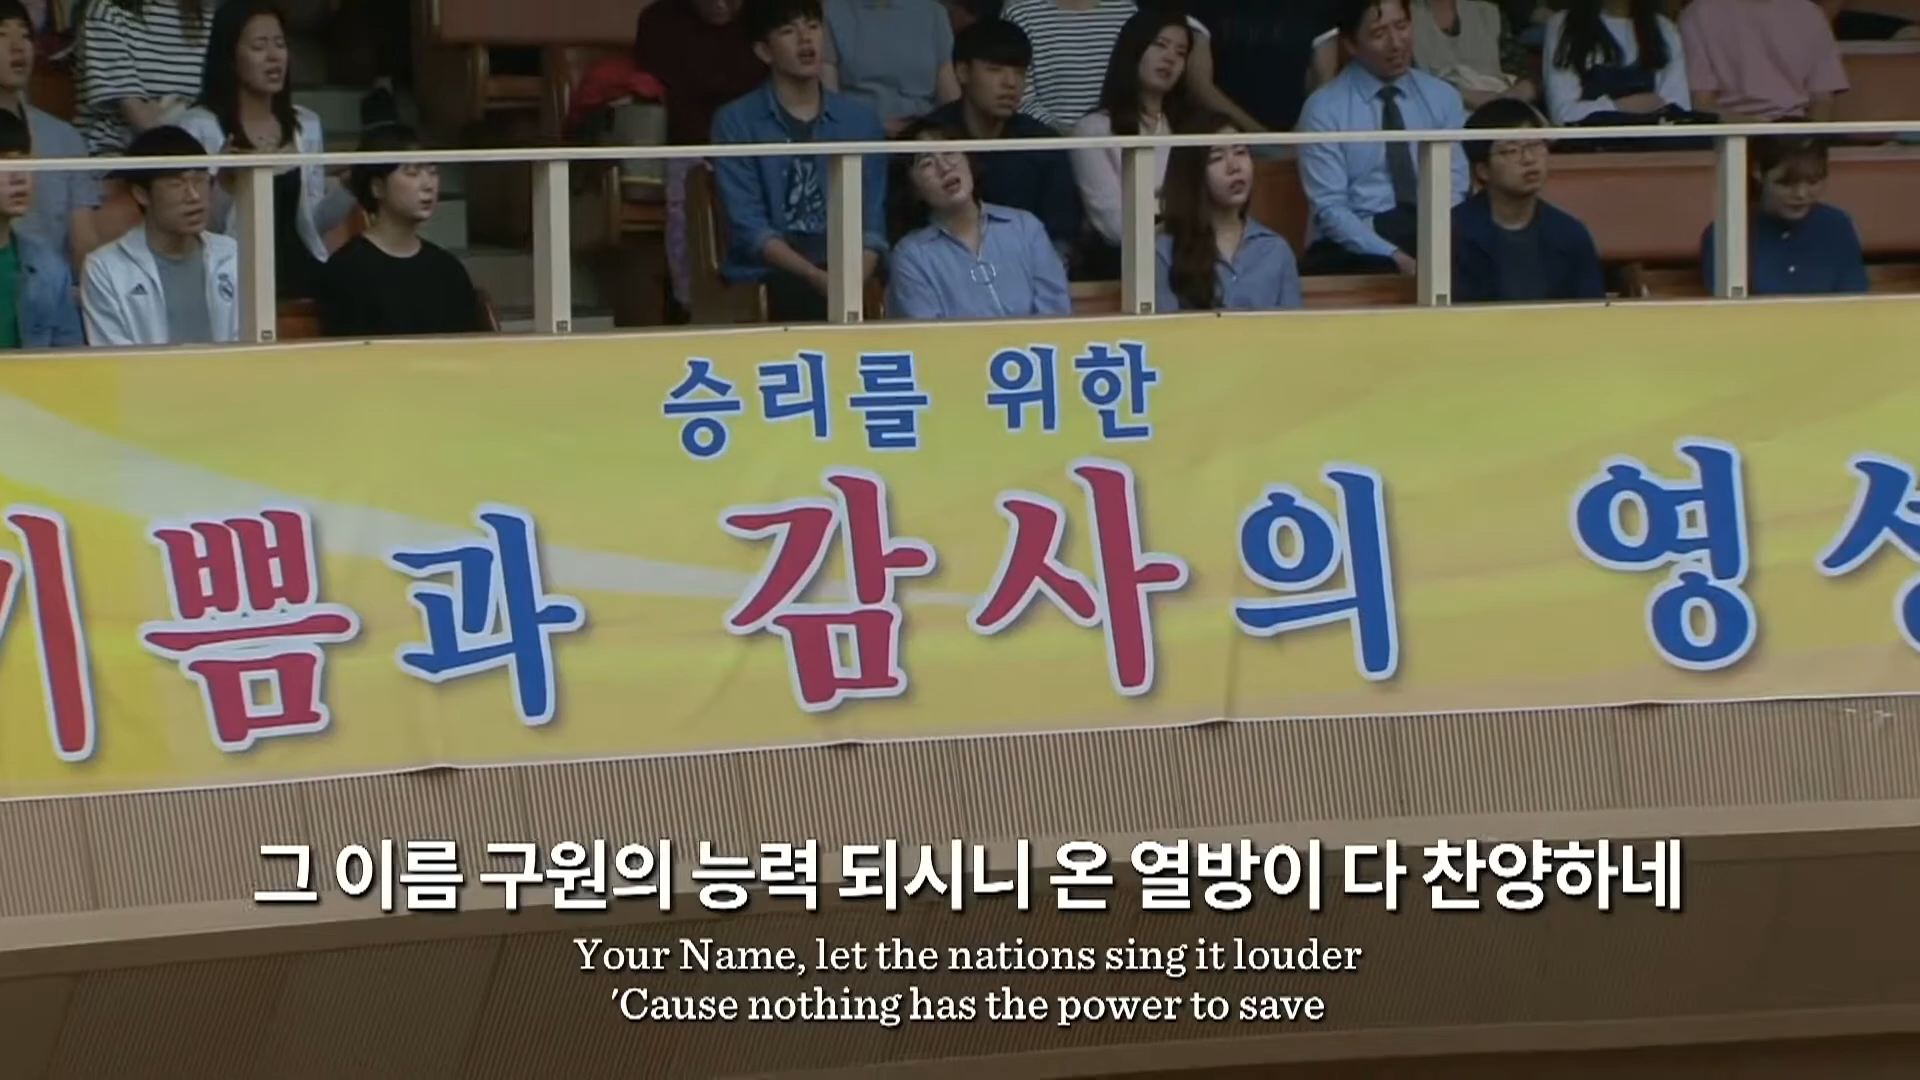 승리를 위한
기쁨과 감사의 영
그 이름 구원의 능력 되시니 온 열방이 다 찬양하네
Your Name, let the nations sing it louder
'Cause nothing has the power to save